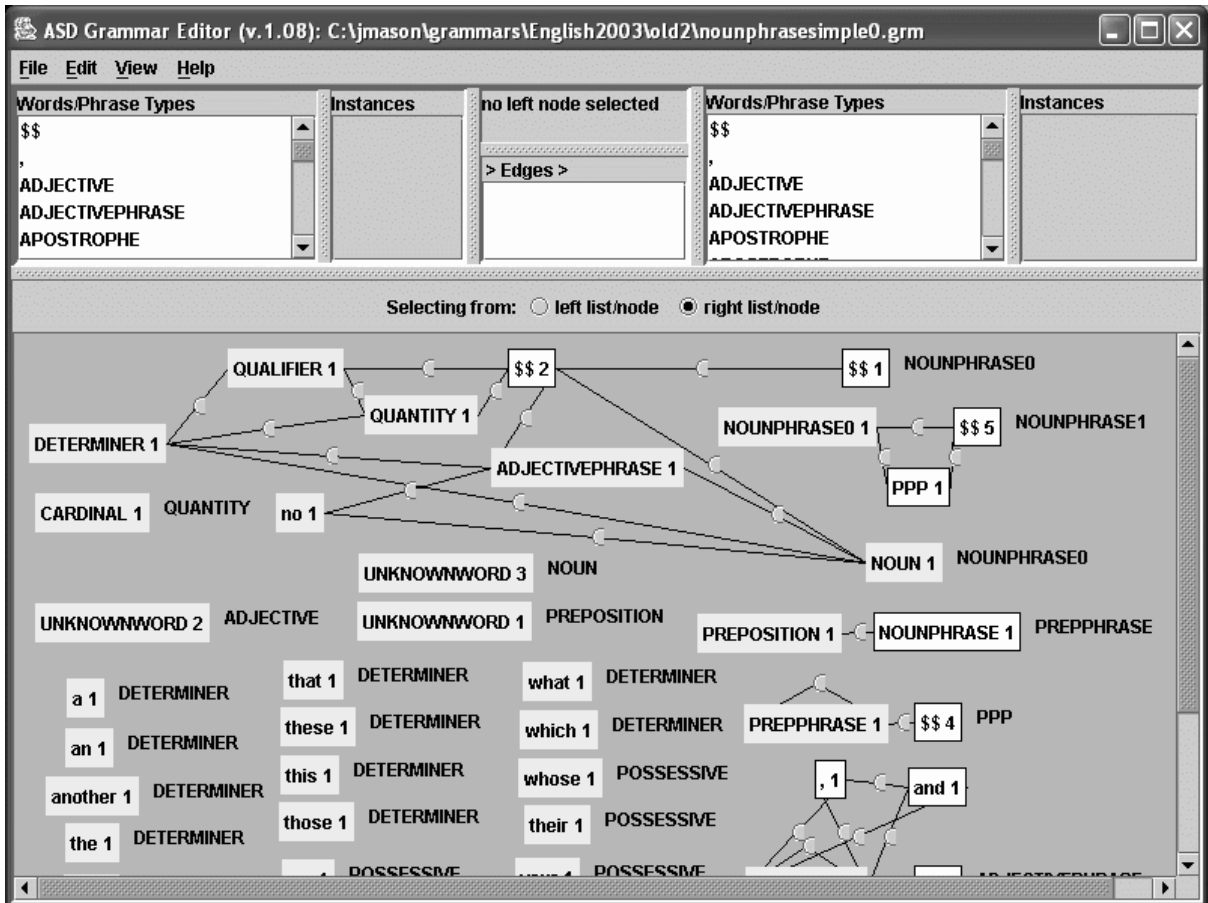 ASD Grammar Editor (v.1.08): C:\jmason\grammars\English2003\old2\nounphrasesimple0.grm
File Edit View Help
Words/Phrase Types
$$
,
ADJECTIVE
ADJECTIVEPHRASE
APOSTROPHE
Instances
no left node selected
> Edges >
Words/Phrase Types
$$
,
ADJECTIVE
ADJECTIVEPHRASE
APOSTROPHE
Instances
Selecting from: left list/node right list/node
QUALIFIER 1 $$ 2 $$ 1 NOUNPHRASE0
QUANTITY 1 NOUNPHRASE0 1 $$ 5 NOUNPHRASE1
DETERMINER 1
ADJECTIVEPHRASE 1
PPP 1
CARDINAL 1 QUANTITY no 1
NOUN 1 NOUNPHRASE0
UNKNOWNWORD 3 NOUN
UNKNOWNWORD 2 ADJECTIVE UNKNOWNWORD 1 PREPOSITION PREPOSITION 1 NOUNPHRASE 1 PREPPHRASE
a 1 DETERMINER that 1 DETERMINER what 1 DETERMINER
an 1 DETERMINER these 1 DETERMINER which 1 DETERMINER PREPPHRASE 1 $$ 4 PPP
another 1 DETERMINER this 1 DETERMINER whose 1 POSSESSIVE , 1 and 1
the 1 DETERMINER those 1 DETERMINER their 1 POSSESSIVE
POSSESSIVE POSSESSIVE